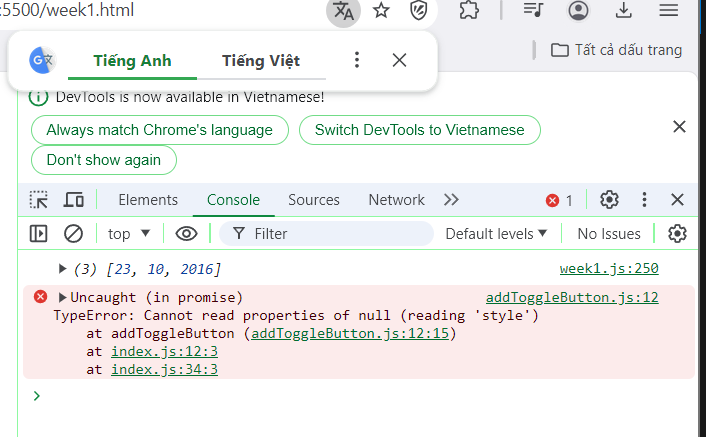 :5500/week1.html
Tiếng Anh Tiếng Việt
Tất cả dấu trang
DevTools is now available in Vietnamese!
Always match Chrome's language Switch DevTools to Vietnamese
Don't show again
Elements Console Sources Network 1
top Filter Default levels No Issues
(3) [23, 10, 2016] week1.js:250
Uncaught (in promise) addToggleButton.js:12
TypeError: Cannot read properties of null (reading 'style')
at addToggleButton (addToggleButton.js:12:15)
at index.js:12:3
at index.js:34:3